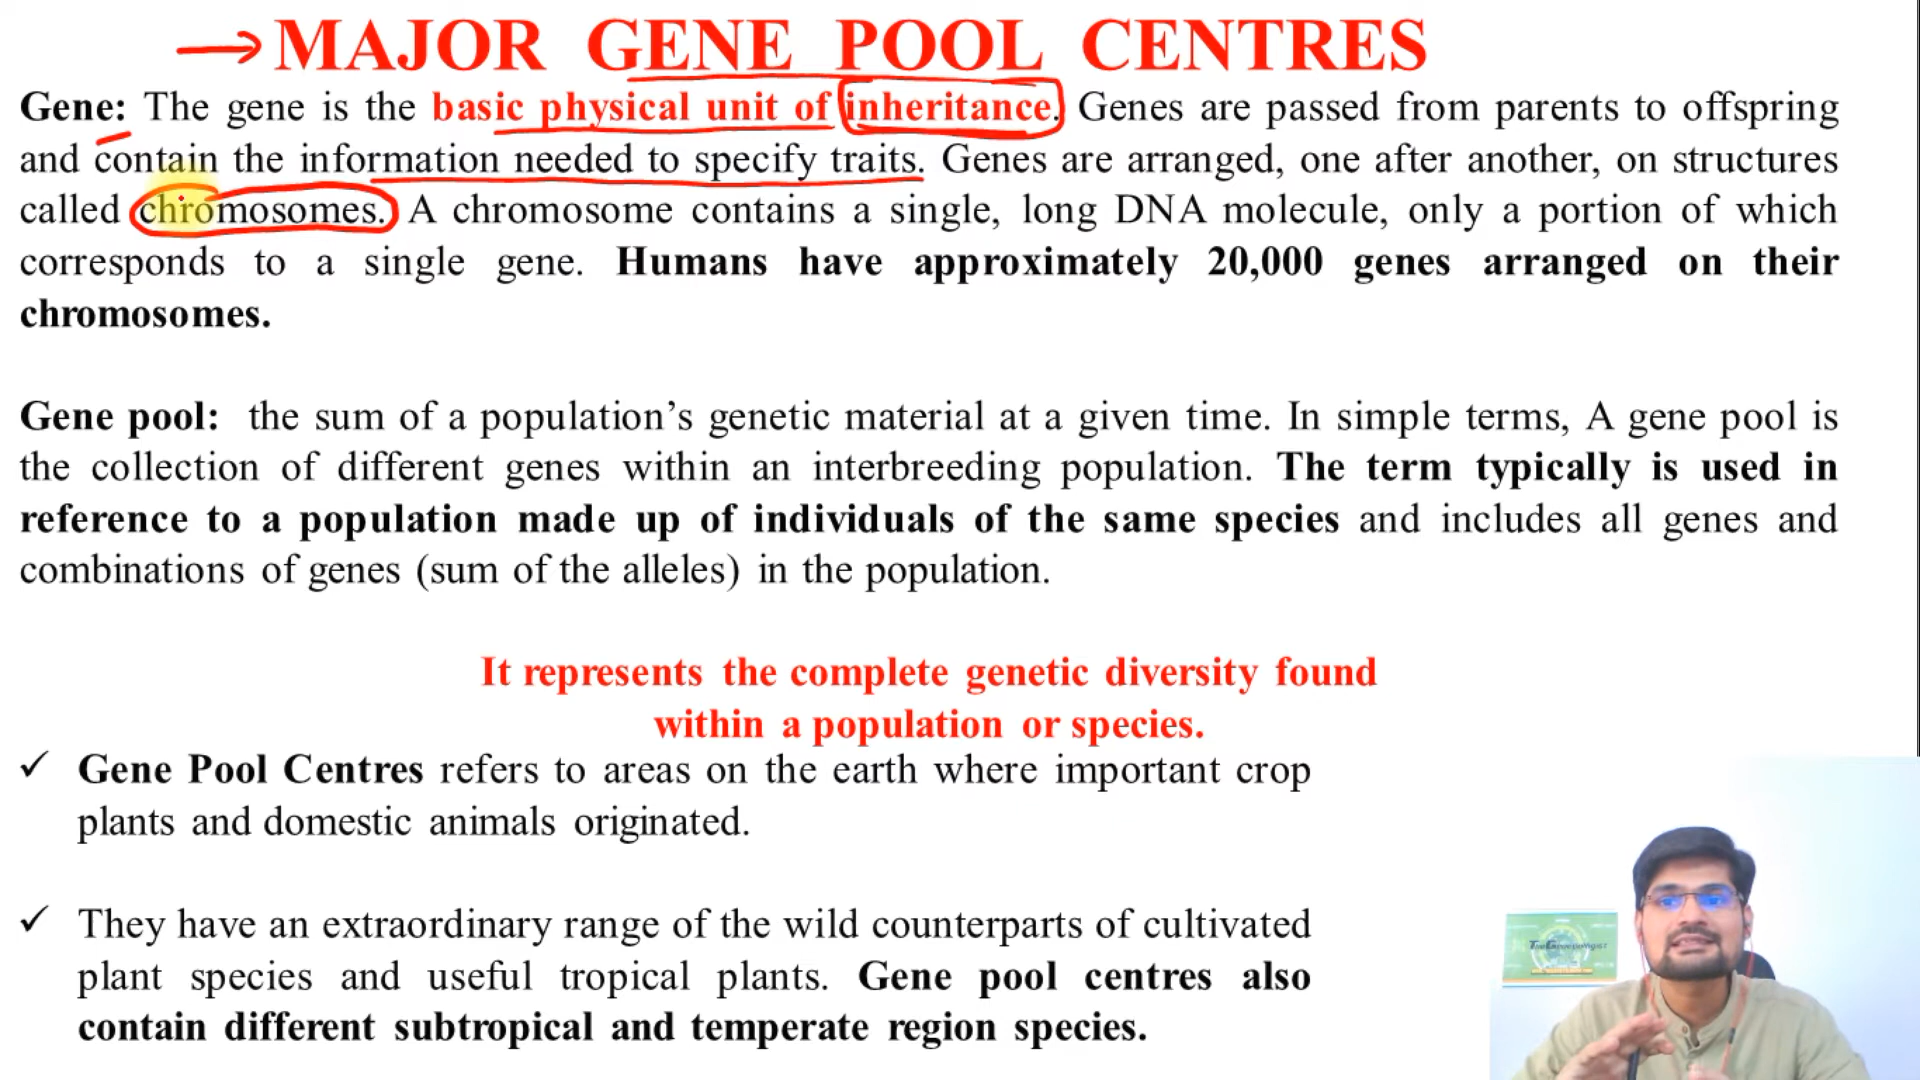 MAJOR GENE POOL CENTRES
Gene: The gene is the basic physical unit of inheritance. Genes are passed from parents to offspring
and contain the information needed to specify traits. Genes are arranged, one after another, on structures
called chromosomes. A chromosome contains a single, long DNA molecule, only a portion of which
corresponds to a single gene. Humans have approximately 20,000 genes arranged on their
chromosomes.
Gene pool: the sum of a population’s genetic material at a given time. In simple terms, A gene pool is
the collection of different genes within an interbreeding population. The term typically is used in
reference to a population made up of individuals of the same species and includes all genes and
combinations of genes (sum of the alleles) in the population.
It represents the complete genetic diversity found
within a population or species.
✓ Gene Pool Centres refers to areas on the earth where important crop
plants and domestic animals originated.
✓ They have an extraordinary range of the wild counterparts of cultivated
plant species and useful tropical plants. Gene pool centres also
contain different subtropical and temperate region species.